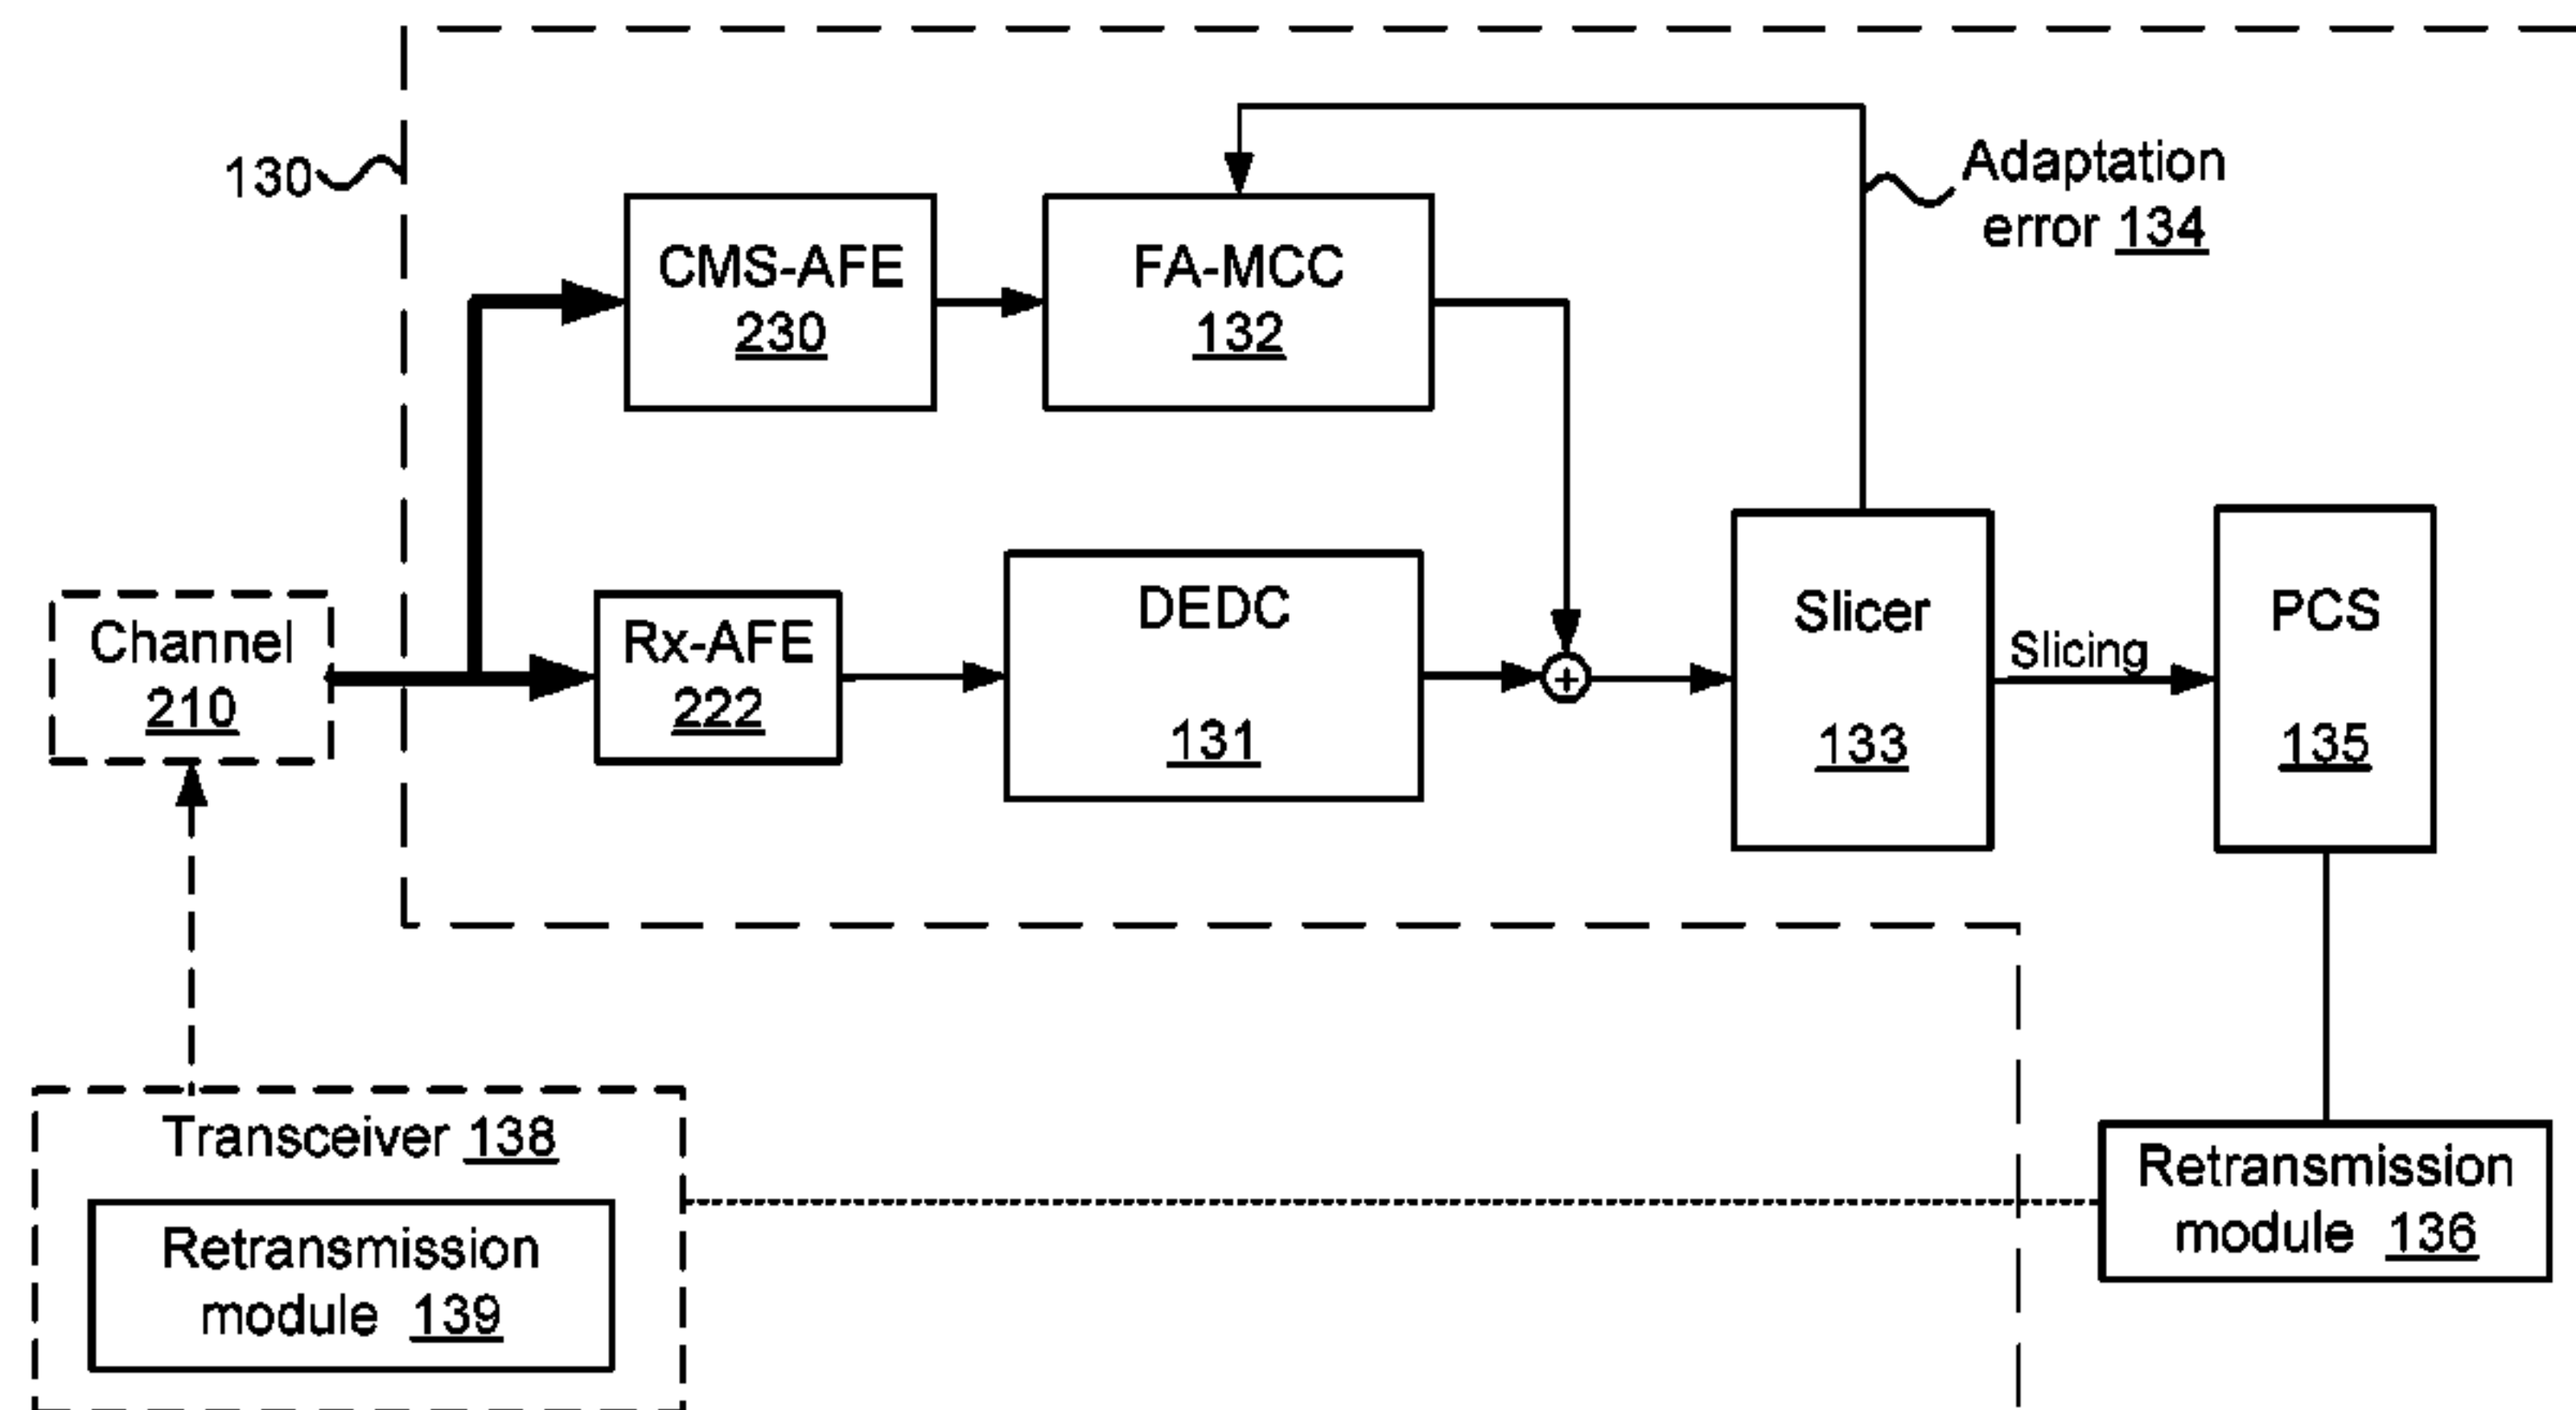 130
Adaptation
error 134
CMS-AFE
230
FA-MCC
132
Channel
210
Rx-AFE
222
DEDC
131
+
Slicer
133
Slicing
PCS
135
Transceiver 138
Retransmission
module 139
Retransmission
module 136